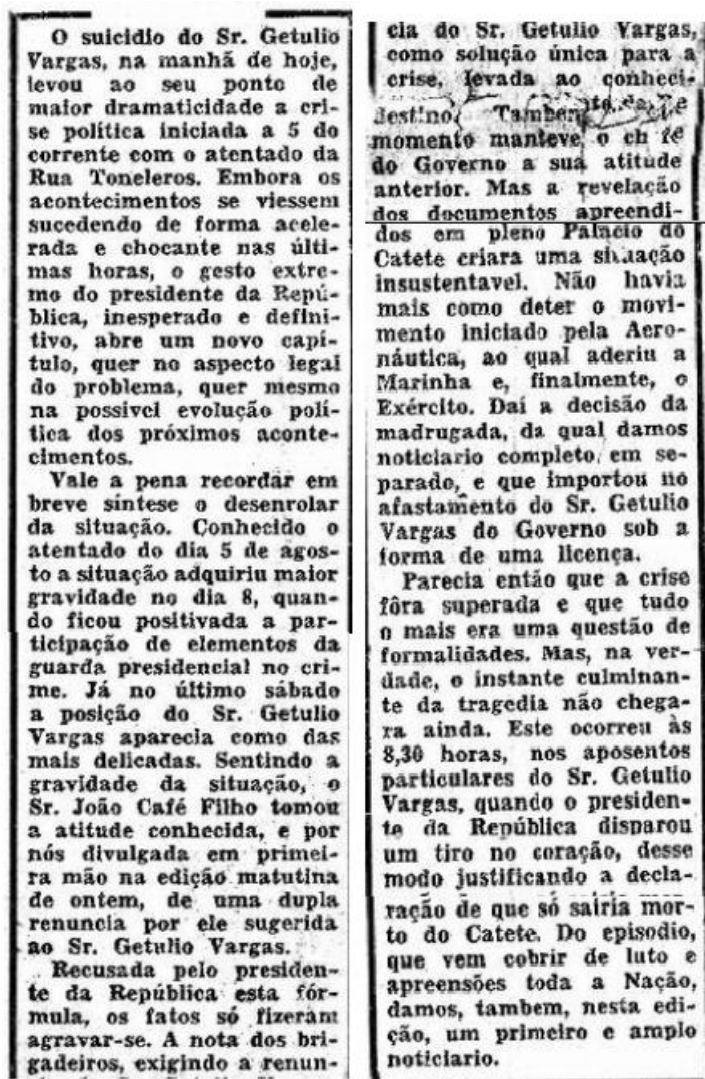 O suicidio do Sr. Getulio
Vargas, na manhã de hoje,
levou ao seu ponto de
maior dramaticidade a cri-
se política iniciada a 5 do
corrente com o atentado da
Rua Toneleros. Embora os
acontecimentos se viessem
sucedendo de forma acele-
rada e chocante nas últi-
mas horas, o gesto extre-
mo do presidente da Repú-
blica, inesperado e defini-
tivo, abre um novo capí-
tulo, quer no aspecto legal
do problema, quer mesmo
na possivel evolução polí-
tica dos próximos aconte-
cimentos.
Vale a pena recordar em
breve síntese o desenrolar
da situação. Conhecido o
atentado do dia 5 de agos-
to a situação adquiriu maior
gravidade no dia 8, quan-
do ficou positivada a par-
ticipação de elementos da
guarda presidencial no cri-
me. Já no último sábado
a posição do Sr. Getulio
Vargas aparecia como das
mais delicadas. Sentindo a
gravidade da situação, o
Sr. João Café Filho tomou
a atitude conhecida, e por
nós divulgada em primei-
ra mão na edição matutina
de ontem, de uma dupla
renuncia por ele sugerida
ao Sr. Getulio Vargas.
Recusada pelo presiden-
te da República esta fór-
mula, os fatos só fizeram
agravar-se. A nota dos bri-
gadeiros, exigindo a renun-
cia do Sr. Getulio Vargas,
como solução única para a
crise, levada ao conheci-
destino.
momento manteve o
do Governo a sua atitude
anterior. Mas a revelação
dos documentos apreendi-
dos em pleno Palacio do
Catete criara uma situação
insustentavel. Não havia
mais como deter o movi-
mento iniciado pela Aero-
náutica, ao qual aderiu a
Marinha e, finalmente, o
Exército. Daí a decisão da
madrugada, da qual damos
noticiario completo em se-
parado, e que importou no
afastamento do Sr. Getulio
Vargas do Governo sob a
forma de uma licença.
Parecia então que a crise
fôra superada e que tudo
o mais era uma questão de
formalidades. Mas, na ver-
dade, o instante culminan-
te da tragedia não chega-
ra ainda. Este ocorreu às
8,30 horas, nos aposentos
particulares do Sr. Getulio
Vargas, quando o presiden-
te da República disparou
um tiro no coração, desse
modo justificando a decla-
ração de que só sairia mor-
to do Catete. Do episodio,
que vem cobrir de luto e
apreensões toda a Nação,
damos, tambem, nesta edi-
ção, um primeiro e amplo
noticiario.